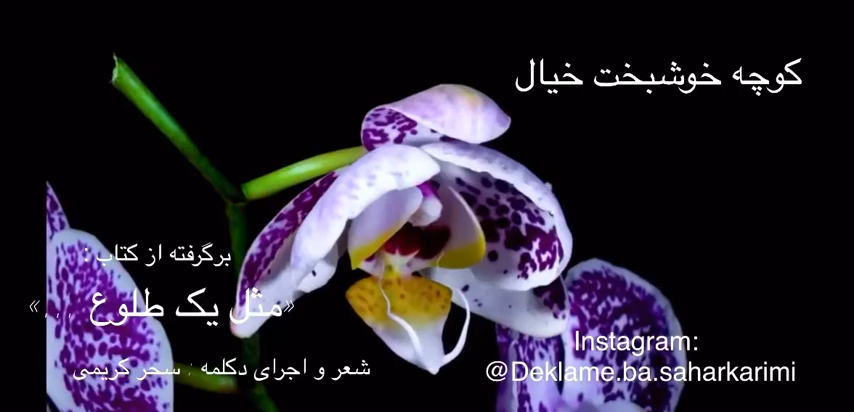 کوچه خوشبخت خیال
برگرفته از کتاب :
«مثل یک طلوع , , , »
شعر و اجرای دکلمه : سحر کریمی
Instagram:
@Deklame.ba.saharkarimi